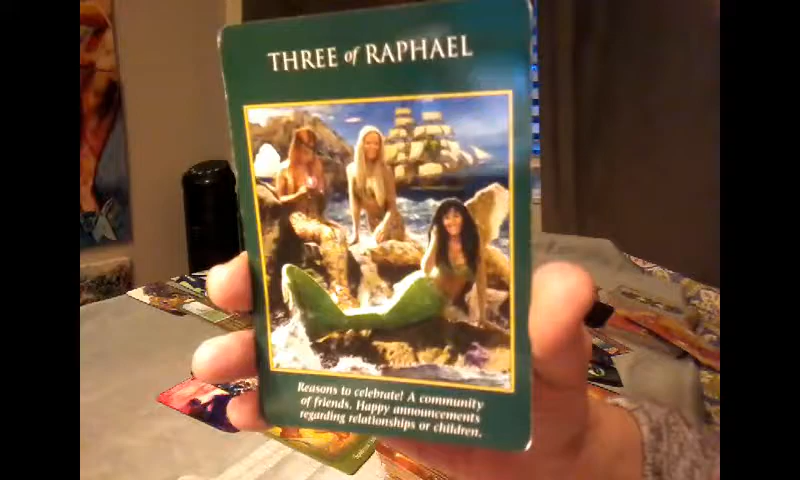 THREE of RAPHAEL
Reasons to celebrate! A community
of friends. Happy announcements
regarding relationships or children.